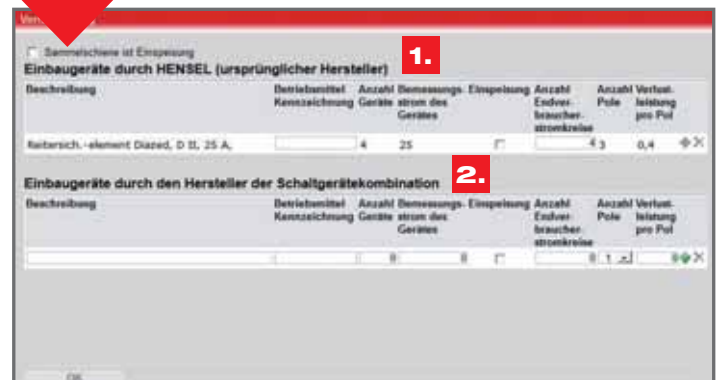 Sammelschiene ist Einspeisung
1.
Einbaugeräte durch HENSEL (ursprünglicher Hersteller)
Beschreibung Betriebsmittel Kennzeichnung Anzahl Geräte Bemessungs- strom des Gerätes Einspeisung Anzahl Endver- braucher- stromkreise Anzahl Pole Verlust- leistung pro Pol
Reitersich.-element Diazed, D II, 25 A, 4 25 4 3 0,4
2.
Einbaugeräte durch den Hersteller der Schaltgerätekombination
Beschreibung Betriebsmittel Kennzeichnung Anzahl Geräte Bemessungs- strom des Gerätes Einspeisung Anzahl Endver- braucher- stromkreise Anzahl Pole Verlust- leistung pro Pol
0 0 0 1 0
OK